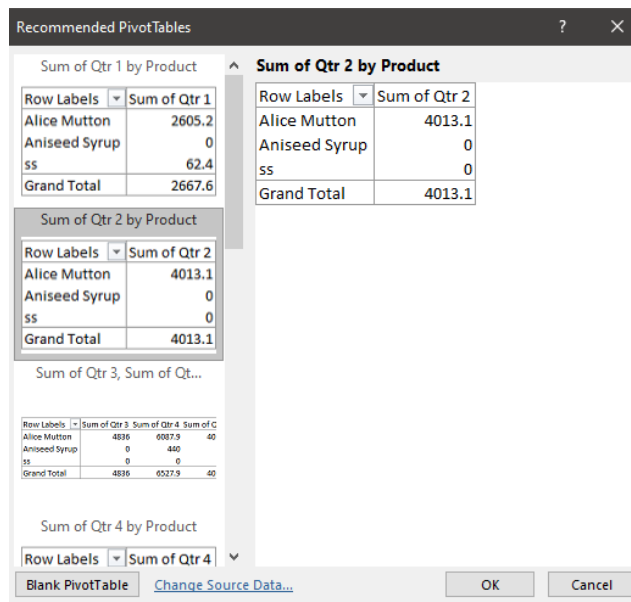 Recommended PivotTables ?
Sum of Qtr 1 by Product
Row Labels Sum of Qtr 1
Alice Mutton 2605.2
Aniseed Syrup 0
ss 62.4
Grand Total 2667.6
Sum of Qtr 2 by Product
Row Labels Sum of Qtr 2
Alice Mutton 4013.1
Aniseed Syrup 0
ss 0
Grand Total 4013.1
Sum of Qtr 3, Sum of Qt...
Row Labels Sum of Qtr 3 Sum of Qtr 4 Sum of C
Alice Mutton 4836 6087.9 40
Aniseed Syrup 0 440
ss 0 0
Grand Total 4836 6527.9 40
Sum of Qtr 4 by Product
Row Labels Sum of Qtr 4
Sum of Qtr 2 by Product
Row Labels Sum of Qtr 2
Alice Mutton 4013.1
Aniseed Syrup 0
ss 0
Grand Total 4013.1
Blank PivotTable Change Source Data... OK Cancel